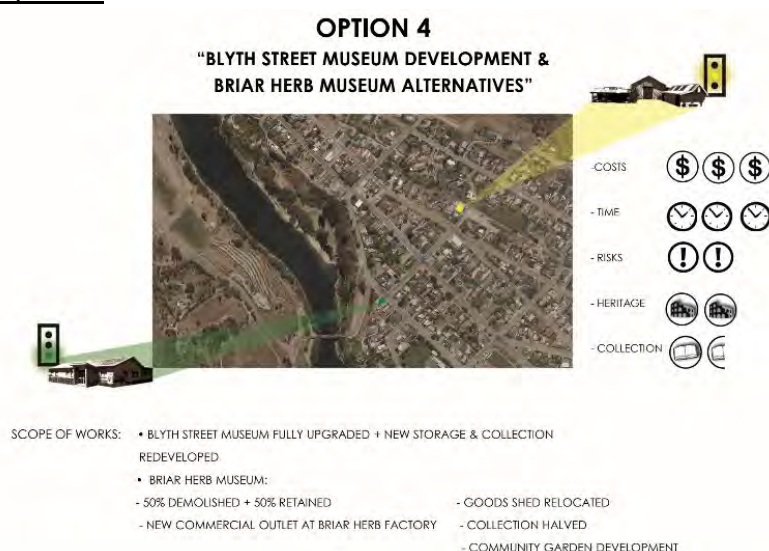 OPTION 4
“BLYTH STREET MUSEUM DEVELOPMENT &
BRIAR HERB MUSEUM ALTERNATIVES”
-COSTS $ $ $
- TIME
- RISKS ! !
- HERITAGE
- COLLECTION
SCOPE OF WORKS: • BLYTH STREET MUSEUM FULLY UPGRADED + NEW STORAGE & COLLECTION
REDEVELOPED
• BRIAR HERB MUSEUM:
- 50% DEMOLISHED + 50% RETAINED - GOODS SHED RELOCATED
- NEW COMMERCIAL OUTLET AT BRIAR HERB FACTORY - COLLECTION HALVED
- COMMUNITY GARDEN DEVELOPMENT